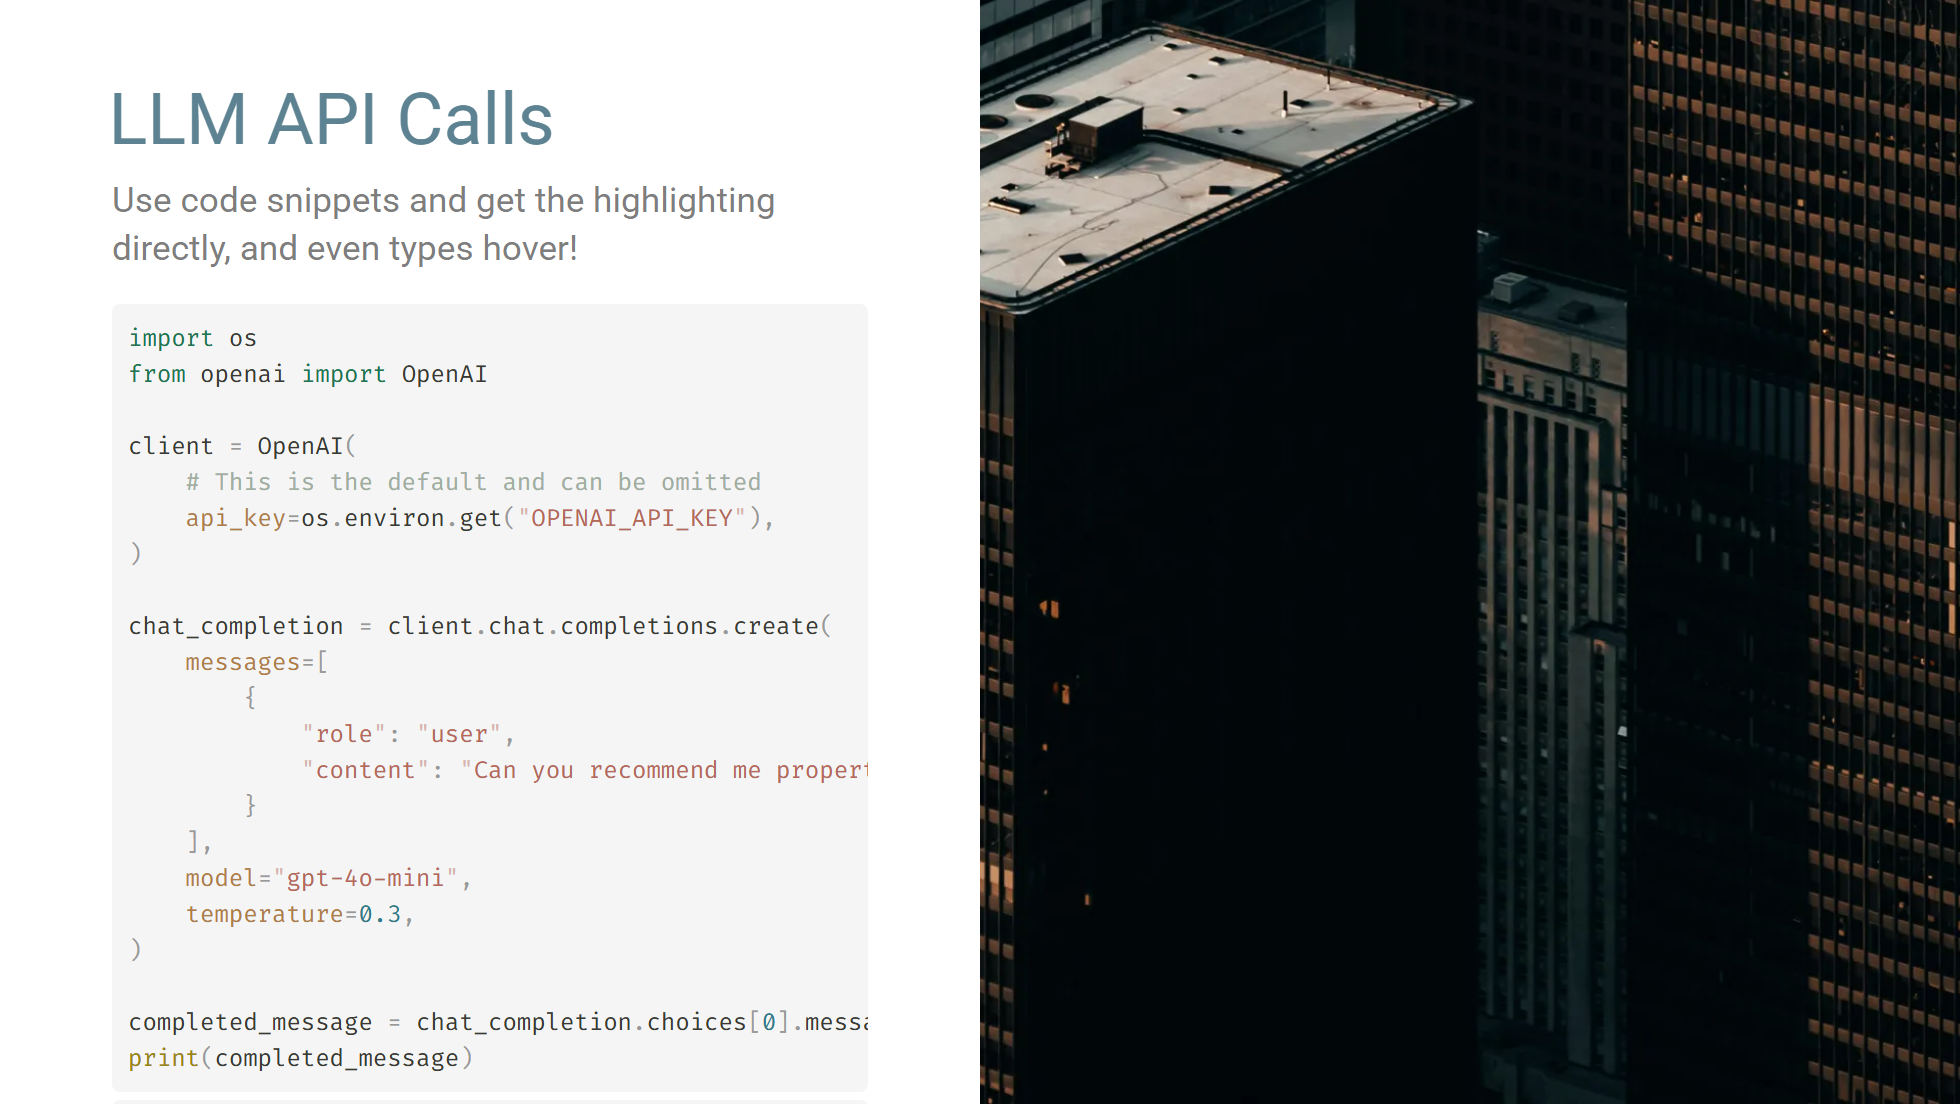 LLM API Calls
Use code snippets and get the highlighting
directly, and even types hover!
import os
from openai import OpenAI
client = OpenAI(
    # This is the default and can be omitted
    api_key=os.environ.get("OPENAI_API_KEY"),
)
chat_completion = client.chat.completions.create(
    messages=[
        {
            "role": "user",
            "content": "Can you recommend me
        }
    ],
    model="gpt-4o-mini",
    temperature=0.3,
)
completed_message = chat_completion.choices[0].
print(completed_message)